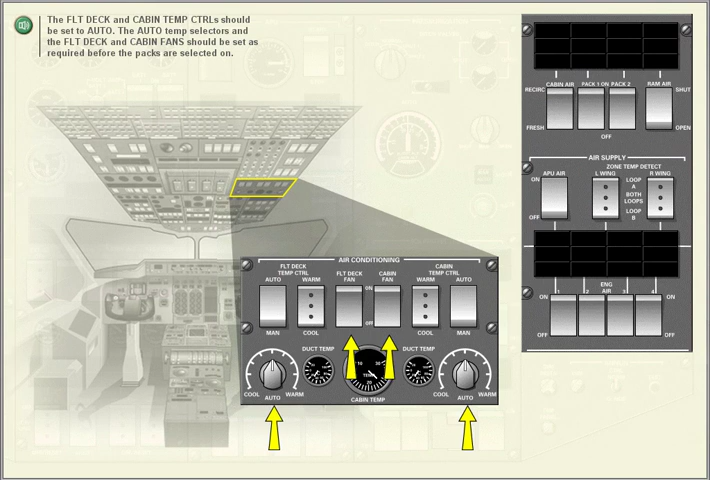 The FLT DECK and CABIN TEMP CTRLs should
be set to AUTO. The AUTO temp selectors and
the FLT DECK and CABIN FANS should be set as
required before the packs are selected on.
RECIRC
CABIN AIR
PACK 1 ON PACK 2
RAM AIR
SHUT
FRESH
OFF
OPEN
AIR SUPPLY
ZONE TEMP DETECT
APU AIR
L WING
R WING
ON
LOOP
A
BOTH
LOOPS
LOOP
B
OFF
ENG
AIR
1
2
3
4
ON
ON
OFF
OFF
AIR CONDITIONING
FLT DECK
TEMP CTRL
FLT DECK
FAN
CABIN
FAN
CABIN
TEMP CTRL
AUTO
WARM
ON
WARM
AUTO
OFF
MAN
COOL
COOL
MAN
DUCT TEMP
DUCT TEMP
COOL
AUTO
WARM
10
30
TEMP
20
CABIN TEMP
COOL
AUTO
WARM